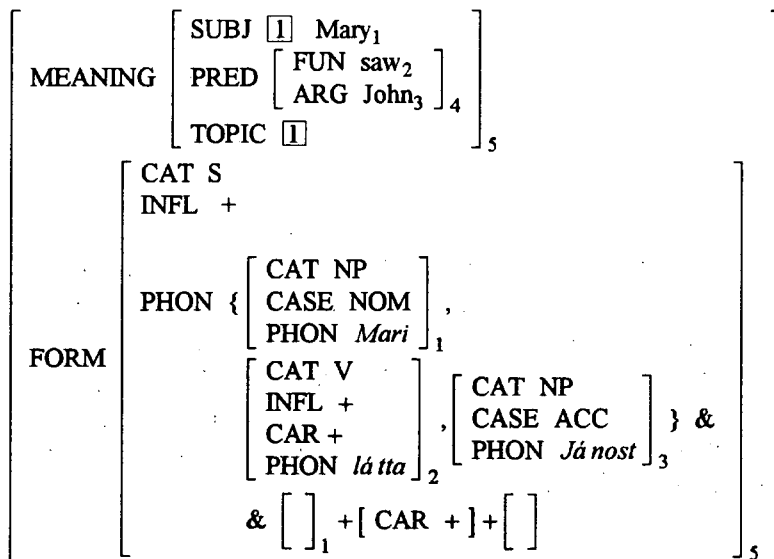 SUBJ 1 Mary₁
MEANING PRED [ FUN saw₂
ARG John₃ ]₄
TOPIC 1 ]₅
CAT S
INFL +
CAT NP
PHON { [ CASE NOM
PHON Mari ]₁ ,
FORM
CAT V
INFL +
CAR +
PHON látta ]₂ , [ CAT NP
CASE ACC
PHON Jánost ]₃ } &
& [ ]₁ + [ CAR + ] + [ ] ]₅